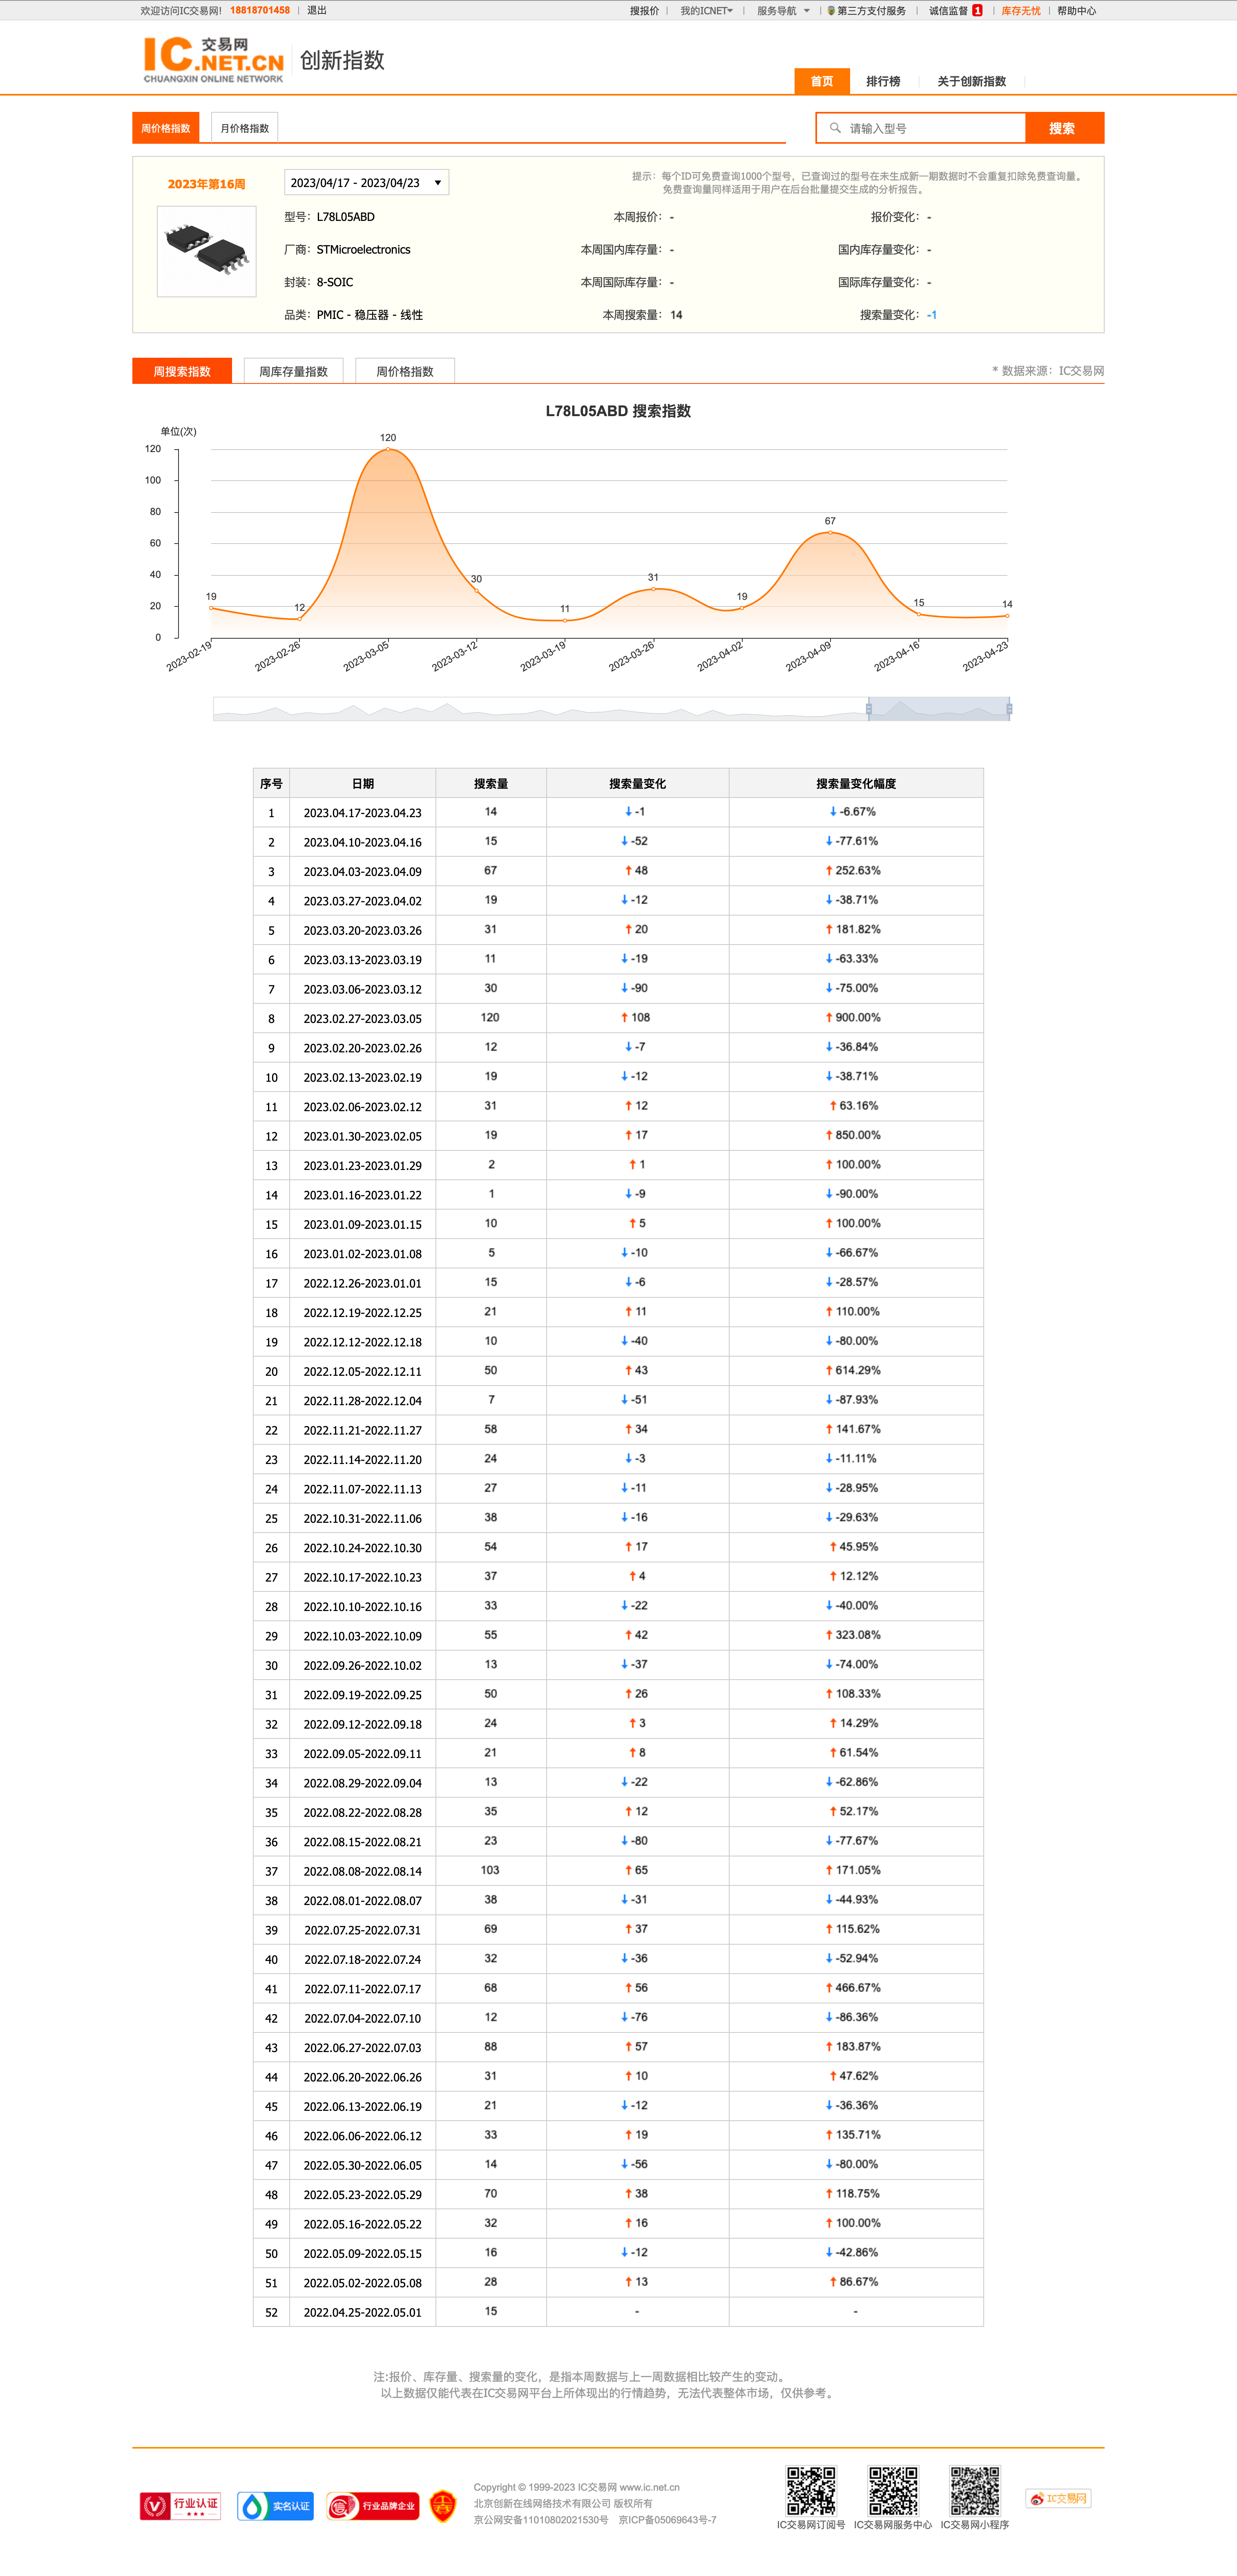 欢迎访问IC交易网! 18818701458 | 退出
搜报价 | 我的ICNET | 服务导航 | 第三方支付服务 | 诚信监督 1 | 库存无忧 | 帮助中心
IC 交易网
.NET.CN
CHUANGXIN ONLINE NETWORK
创新指数
首页 排行榜 关于创新指数
周价格指数 月价格指数
请输入型号 搜索
2023年第16周
2023/04/17 - 2023/04/23
提示：每个ID可免费查询1000个型号，已查询过的型号在未生成新一期数据时不会重复扣除免费查询量。
免费查询量同样适用于用户在后台批量提交生成的分析报告。
型号：L78L05ABD 本周报价：- 报价变化：-
厂商：STMicroelectronics 本周国内库存量：- 国内库存量变化：-
封装：8-SOIC 本周国际库存量：- 国际库存量变化：-
品类：PMIC - 稳压器 - 线性 本周搜索量：14 搜索量变化：-1
周搜索指数 周库存量指数 周价格指数
* 数据来源：IC交易网
L78L05ABD 搜索指数
单位(次)
120
100
80
60
40
20
0
19 12 120 30 11 31 19 67 15 14
2023-02-19 2023-02-26 2023-03-05 2023-03-12 2023-03-19 2023-03-26 2023-04-02 2023-04-09 2023-04-16 2023-04-23
序号 日期 搜索量 搜索量变化 搜索量变化幅度
1 2023.04.17-2023.04.23 14 ↓ -1 ↓ -6.67%
2 2023.04.10-2023.04.16 15 ↓ -52 ↓ -77.61%
3 2023.04.03-2023.04.09 67 ↑ 48 ↑ 252.63%
4 2023.03.27-2023.04.02 19 ↓ -12 ↓ -38.71%
5 2023.03.20-2023.03.26 31 ↑ 20 ↑ 181.82%
6 2023.03.13-2023.03.19 11 ↓ -19 ↓ -63.33%
7 2023.03.06-2023.03.12 30 ↓ -90 ↓ -75.00%
8 2023.02.27-2023.03.05 120 ↑ 108 ↑ 900.00%
9 2023.02.20-2023.02.26 12 ↓ -7 ↓ -36.84%
10 2023.02.13-2023.02.19 19 ↓ -12 ↓ -38.71%
11 2023.02.06-2023.02.12 31 ↑ 12 ↑ 63.16%
12 2023.01.30-2023.02.05 19 ↑ 17 ↑ 850.00%
13 2023.01.23-2023.01.29 2 ↑ 1 ↑ 100.00%
14 2023.01.16-2023.01.22 1 ↓ -9 ↓ -90.00%
15 2023.01.09-2023.01.15 10 ↑ 5 ↑ 100.00%
16 2023.01.02-2023.01.08 5 ↓ -10 ↓ -66.67%
17 2022.12.26-2023.01.01 15 ↓ -6 ↓ -28.57%
18 2022.12.19-2022.12.25 21 ↑ 11 ↑ 110.00%
19 2022.12.12-2022.12.18 10 ↓ -40 ↓ -80.00%
20 2022.12.05-2022.12.11 50 ↑ 43 ↑ 614.29%
21 2022.11.28-2022.12.04 7 ↓ -51 ↓ -87.93%
22 2022.11.21-2022.11.27 58 ↑ 34 ↑ 141.67%
23 2022.11.14-2022.11.20 24 ↓ -3 ↓ -11.11%
24 2022.11.07-2022.11.13 27 ↓ -11 ↓ -28.95%
25 2022.10.31-2022.11.06 38 ↓ -16 ↓ -29.63%
26 2022.10.24-2022.10.30 54 ↑ 17 ↑ 45.95%
27 2022.10.17-2022.10.23 37 ↑ 4 ↑ 12.12%
28 2022.10.10-2022.10.16 33 ↓ -22 ↓ -40.00%
29 2022.10.03-2022.10.09 55 ↑ 42 ↑ 323.08%
30 2022.09.26-2022.10.02 13 ↓ -37 ↓ -74.00%
31 2022.09.19-2022.09.25 50 ↑ 26 ↑ 108.33%
32 2022.09.12-2022.09.18 24 ↑ 3 ↑ 14.29%
33 2022.09.05-2022.09.11 21 ↑ 8 ↑ 61.54%
34 2022.08.29-2022.09.04 13 ↓ -22 ↓ -62.86%
35 2022.08.22-2022.08.28 35 ↑ 12 ↑ 52.17%
36 2022.08.15-2022.08.21 23 ↓ -80 ↓ -77.67%
37 2022.08.08-2022.08.14 103 ↑ 65 ↑ 171.05%
38 2022.08.01-2022.08.07 38 ↓ -31 ↓ -44.93%
39 2022.07.25-2022.07.31 69 ↑ 37 ↑ 115.62%
40 2022.07.18-2022.07.24 32 ↓ -36 ↓ -52.94%
41 2022.07.11-2022.07.17 68 ↑ 56 ↑ 466.67%
42 2022.07.04-2022.07.10 12 ↓ -76 ↓ -86.36%
43 2022.06.27-2022.07.03 88 ↑ 57 ↑ 183.87%
44 2022.06.20-2022.06.26 31 ↑ 10 ↑ 47.62%
45 2022.06.13-2022.06.19 21 ↓ -12 ↓ -36.36%
46 2022.06.06-2022.06.12 33 ↑ 19 ↑ 135.71%
47 2022.05.30-2022.06.05 14 ↓ -56 ↓ -80.00%
48 2022.05.23-2022.05.29 70 ↑ 38 ↑ 118.75%
49 2022.05.16-2022.05.22 32 ↑ 16 ↑ 100.00%
50 2022.05.09-2022.05.15 16 ↓ -12 ↓ -42.86%
51 2022.05.02-2022.05.08 28 ↑ 13 ↑ 86.67%
52 2022.04.25-2022.05.01 15 - -
注:报价、库存量、搜索量的变化，是指本周数据与上一周数据相比较产生的变动。
以上数据仅能代表在IC交易网平台上所体现出的行情趋势，无法代表整体市场，仅供参考。
行业认证 实名认证 行业品牌企业
Copyright © 1999-2023 IC交易网 www.ic.net.cn
北京创新在线网络技术有限公司 版权所有
京公网安备11010802021530号 京ICP备05069643号-7
IC交易网订阅号 IC交易网服务中心 IC交易网小程序
IC交易网